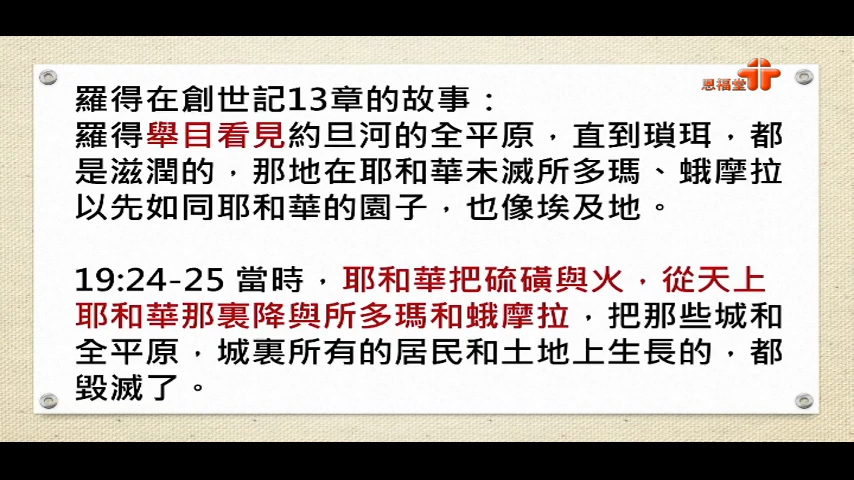 恩福堂
羅得在創世記13章的故事：
羅得舉目看見約旦河的全平原，直到瑣珥，都
是滋潤的，那地在耶和華未滅所多瑪、蛾摩拉
以先如同耶和華的園子，也像埃及地。
19:24-25 當時，耶和華把硫磺與火，從天上
耶和華那裏降與所多瑪和蛾摩拉，把那些城和
全平原，城裏所有的居民和土地上生長的，都
毀滅了。